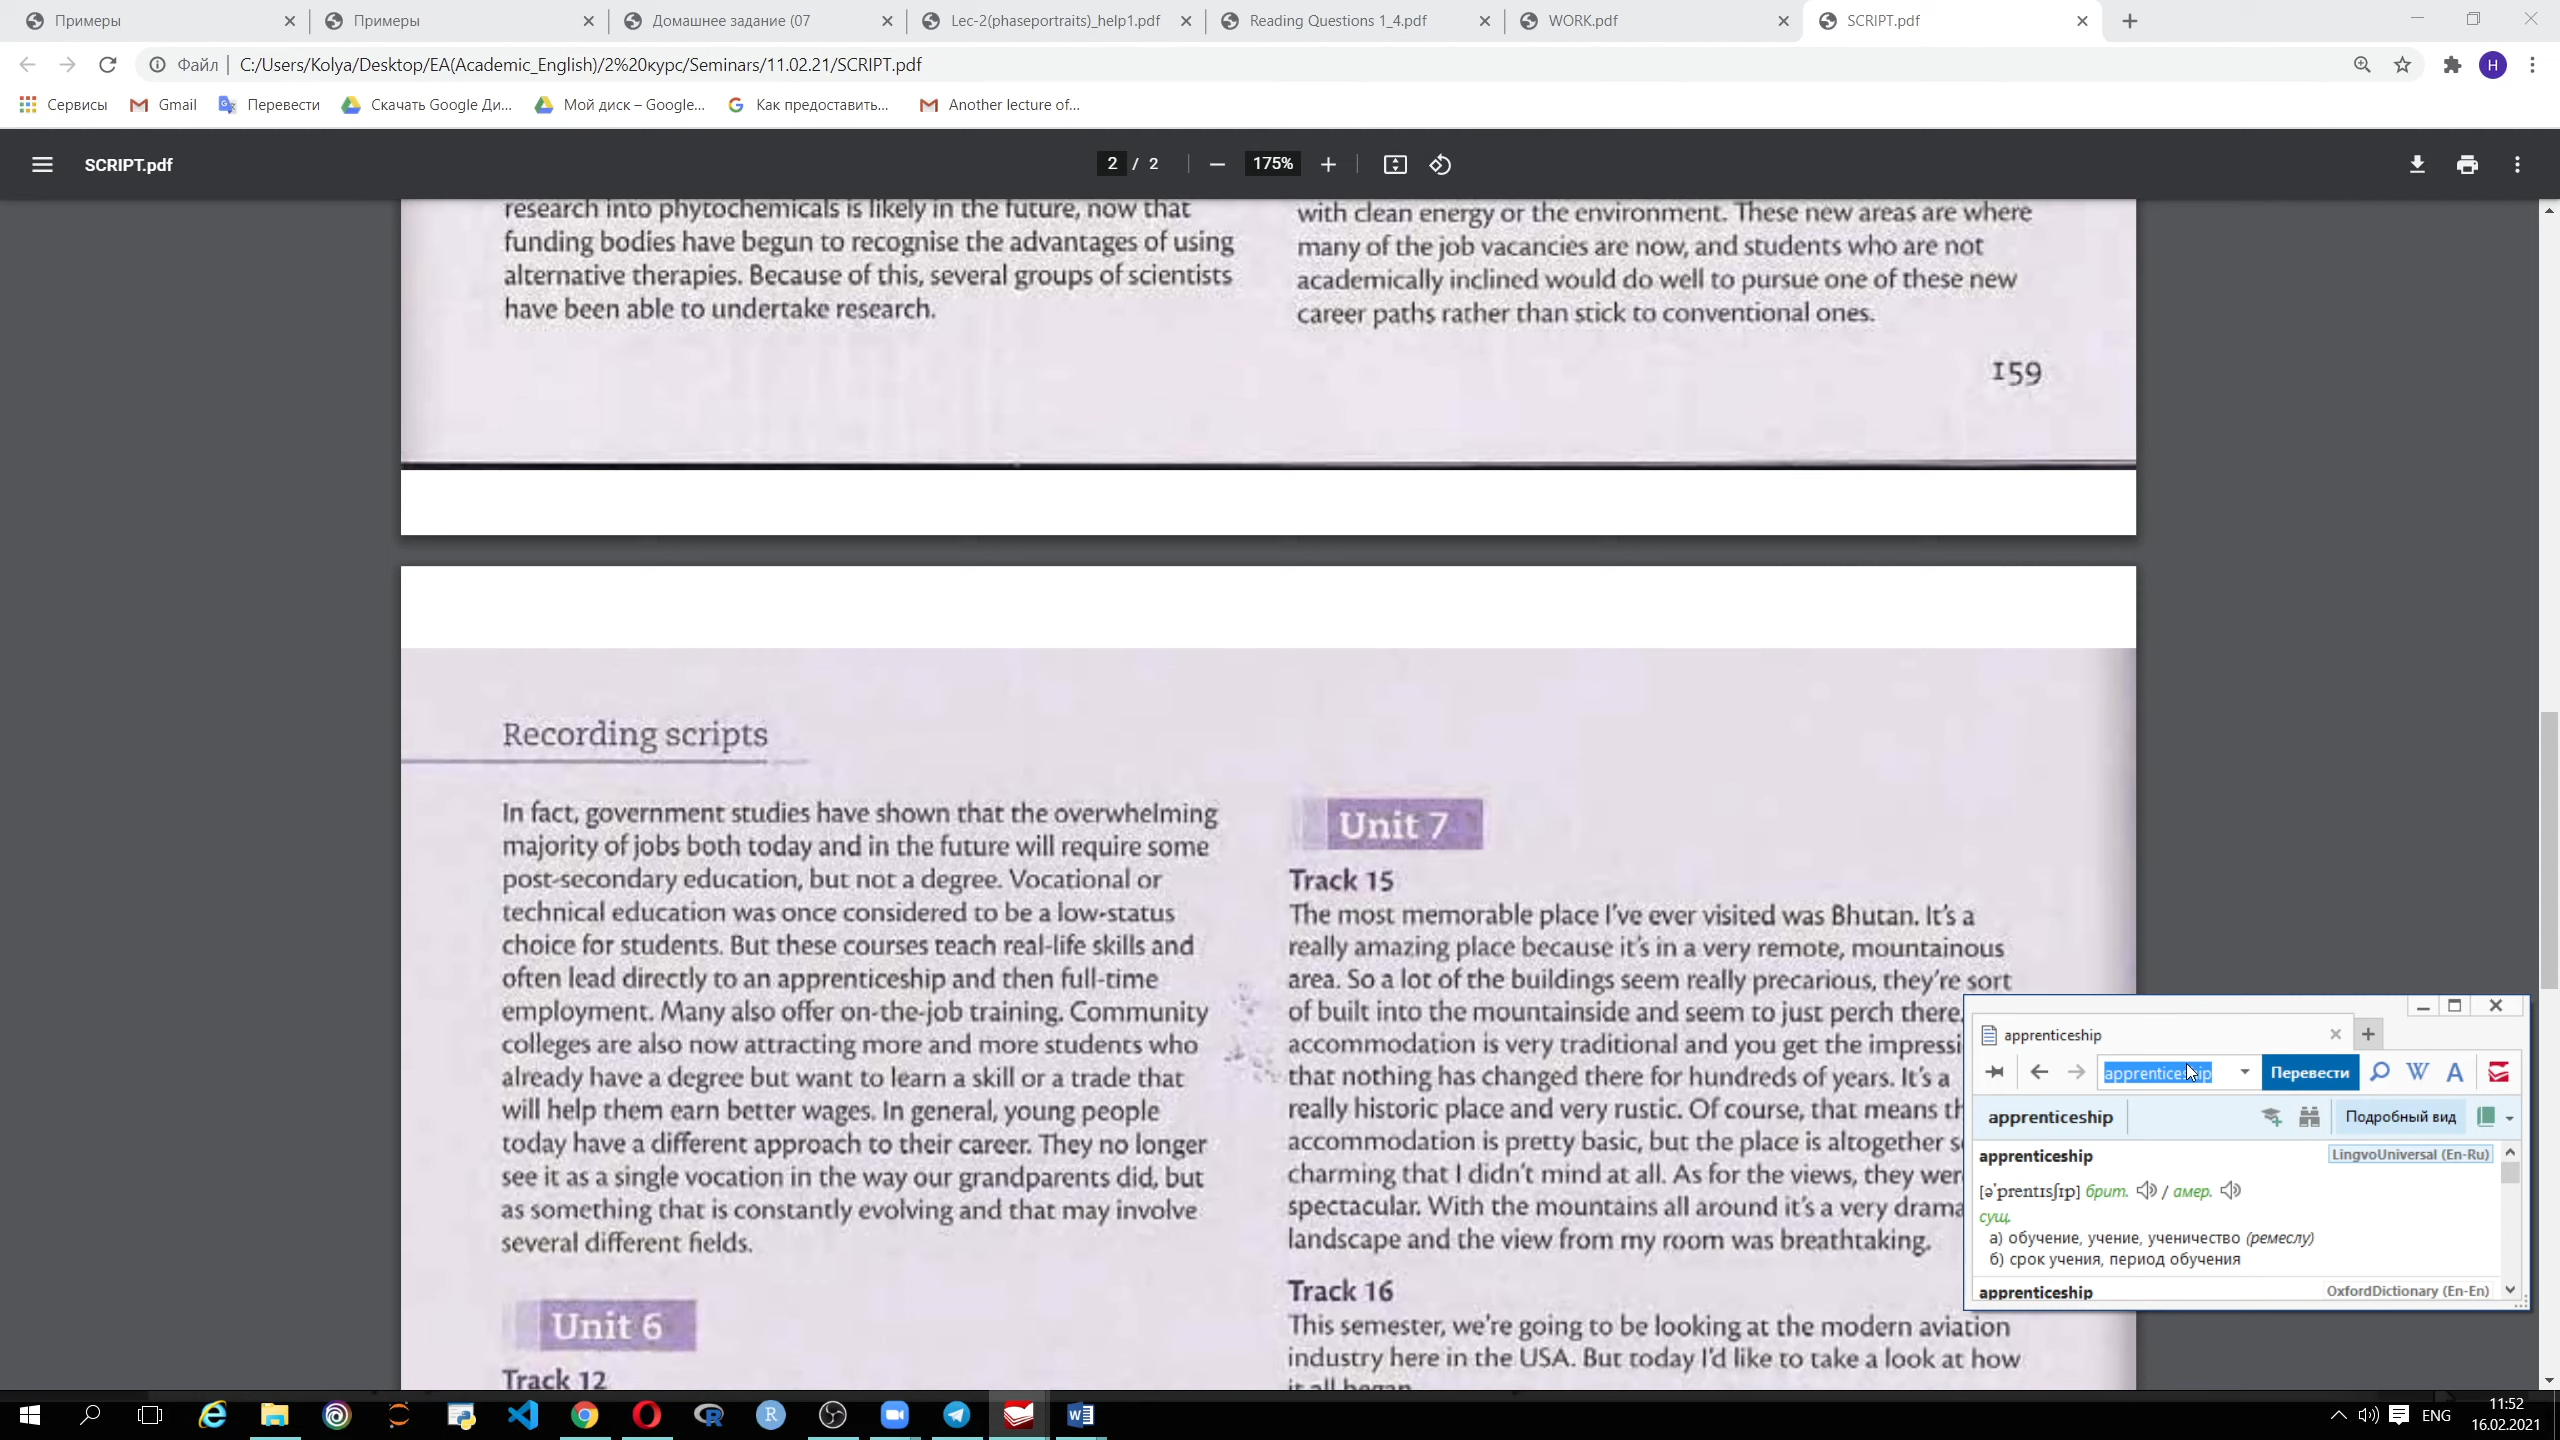 Примеры
Примеры
Домашнее задание (07
Lec-2(phaseportraits)_help1.pdf
Reading Questions 1_4.pdf
WORK.pdf
SCRIPT.pdf
Файл
C:/Users/Kolya/Desktop/EA(Academic_English)/2%20курс/Seminars/11.02.21/SCRIPT.pdf
H
Сервисы
Gmail
Перевести
Скачать Google Ди...
Мой диск – Google...
Как предоставить...
Another lecture of...
SCRIPT.pdf
2 / 2
175%
research into phytochemicals is likely in the future, now that
funding bodies have begun to recognise the advantages of using
alternative therapies. Because of this, several groups of scientists
have been able to undertake research.
with clean energy or the environment. These new areas are where
many of the job vacancies are now, and students who are not
academically inclined would do well to pursue one of these new
career paths rather than stick to conventional ones.
159
Recording scripts
In fact, government studies have shown that the overwhelming
majority of jobs both today and in the future will require some
post-secondary education, but not a degree. Vocational or
technical education was once considered to be a low-status
choice for students. But these courses teach real-life skills and
often lead directly to an apprenticeship and then full-time
employment. Many also offer on-the-job training. Community
colleges are also now attracting more and more students who
already have a degree but want to learn a skill or a trade that
will help them earn better wages. In general, young people
today have a different approach to their career. They no longer
see it as a single vocation in the way our grandparents did, but
as something that is constantly evolving and that may involve
several different fields.
Unit 6
Track 12
Unit 7
Track 15
The most memorable place I've ever visited was Bhutan. It's a
really amazing place because it's in a very remote, mountainous
area. So a lot of the buildings seem really precarious, they're sort
of built into the mountainside and seem to just perch there,
accommodation is very traditional and you get the impressi
that nothing has changed there for hundreds of years. It's a
really historic place and very rustic. Of course, that means th
accommodation is pretty basic, but the place is altogether s
charming that I didn't mind at all. As for the views, they wer
spectacular. With the mountains all around it's a very drama
landscape and the view from my room was breathtaking.
Track 16
This semester, we're going to be looking at the modern aviation
industry here in the USA. But today I'd like to take a look at how
it all began
apprenticeship
apprenticeship
Перевести
W
A
apprenticeship
Подробный вид
apprenticeship
LingvoUniversal (En-Ru)
[ə'prentɪsʃɪp] брит. / амер.
сущ.
а) обучение, учение, ученичество (ремеслу)
б) срок учения, период обучения
apprenticeship
OxfordDictionary (En-En)
ENG
11:52
16.02.2021